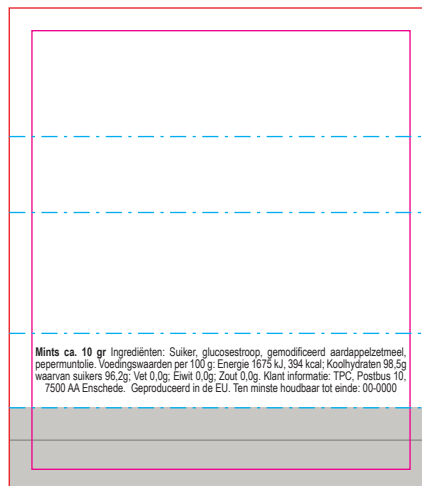 Mints ca. 10 gr Ingrediënten: Suiker, glucosestroop, gemodificeerd aardappelzetmeel,
pepermuntolie. Voedingswaarden per 100 g: Energie 1675 kJ, 394 kcal; Koolhydraten 98,5g
waarvan suikers 96,2g; Vet 0,0g; Eiwit 0,0g; Zout 0,0g. Klant informatie: TPC, Postbus 10,
7500 AA Enschede. Geproduceerd in de EU. Ten minste houdbaar tot einde: 00-0000